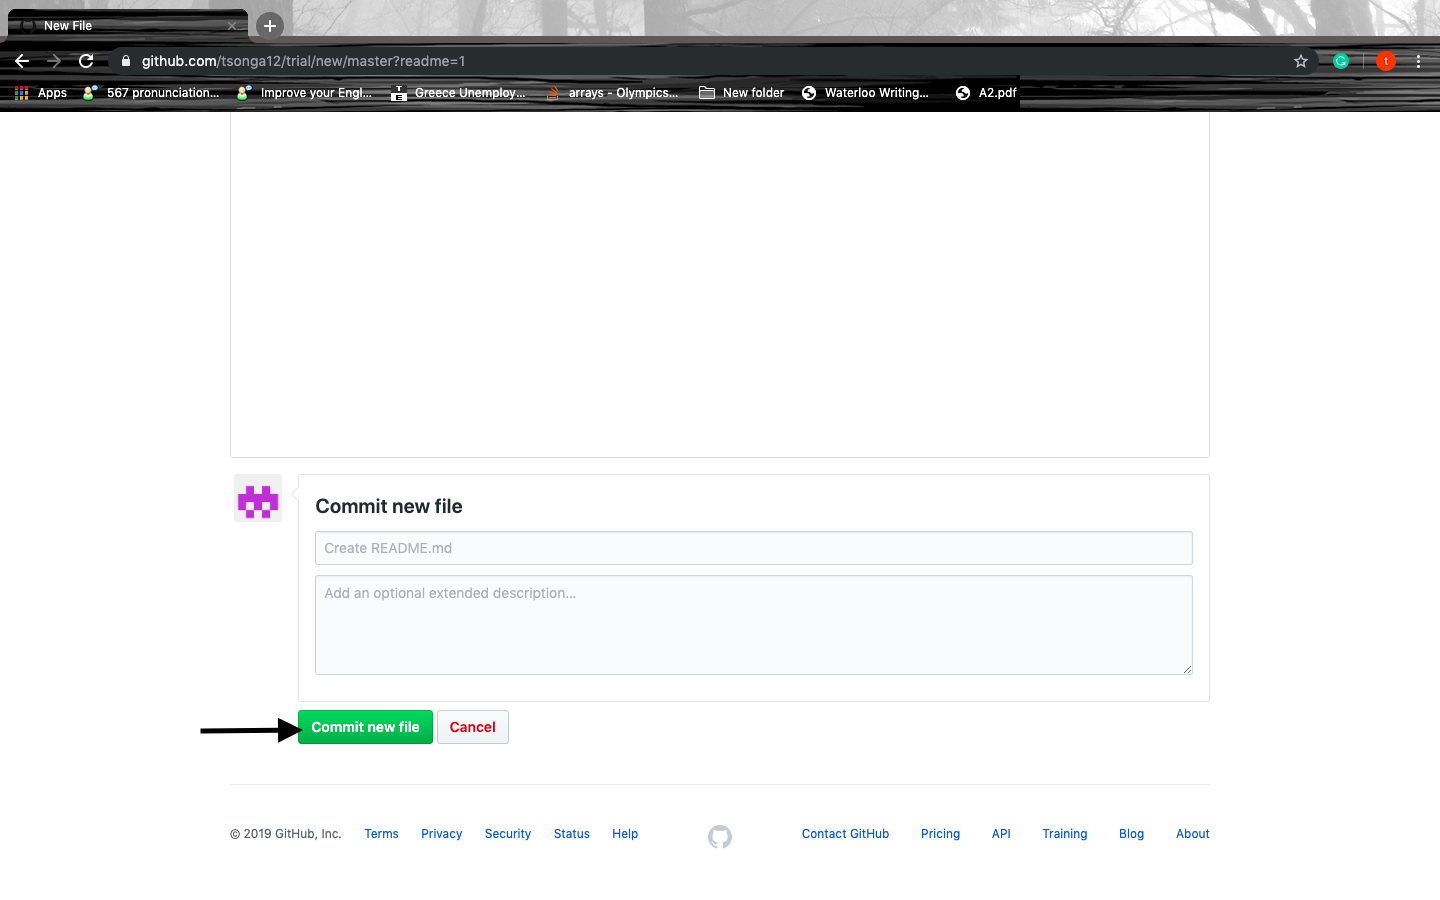 New File
github.com/tsonga12/trial/new/master?readme=1
t
Apps 567 pronunciation... Improve your Engl... Greece Unemploy... arrays - Olympics... New folder Waterloo Writing... A2.pdf
Commit new file
Create README.md
Add an optional extended description...
Commit new file Cancel
© 2019 GitHub, Inc. Terms Privacy Security Status Help Contact GitHub Pricing API Training Blog About